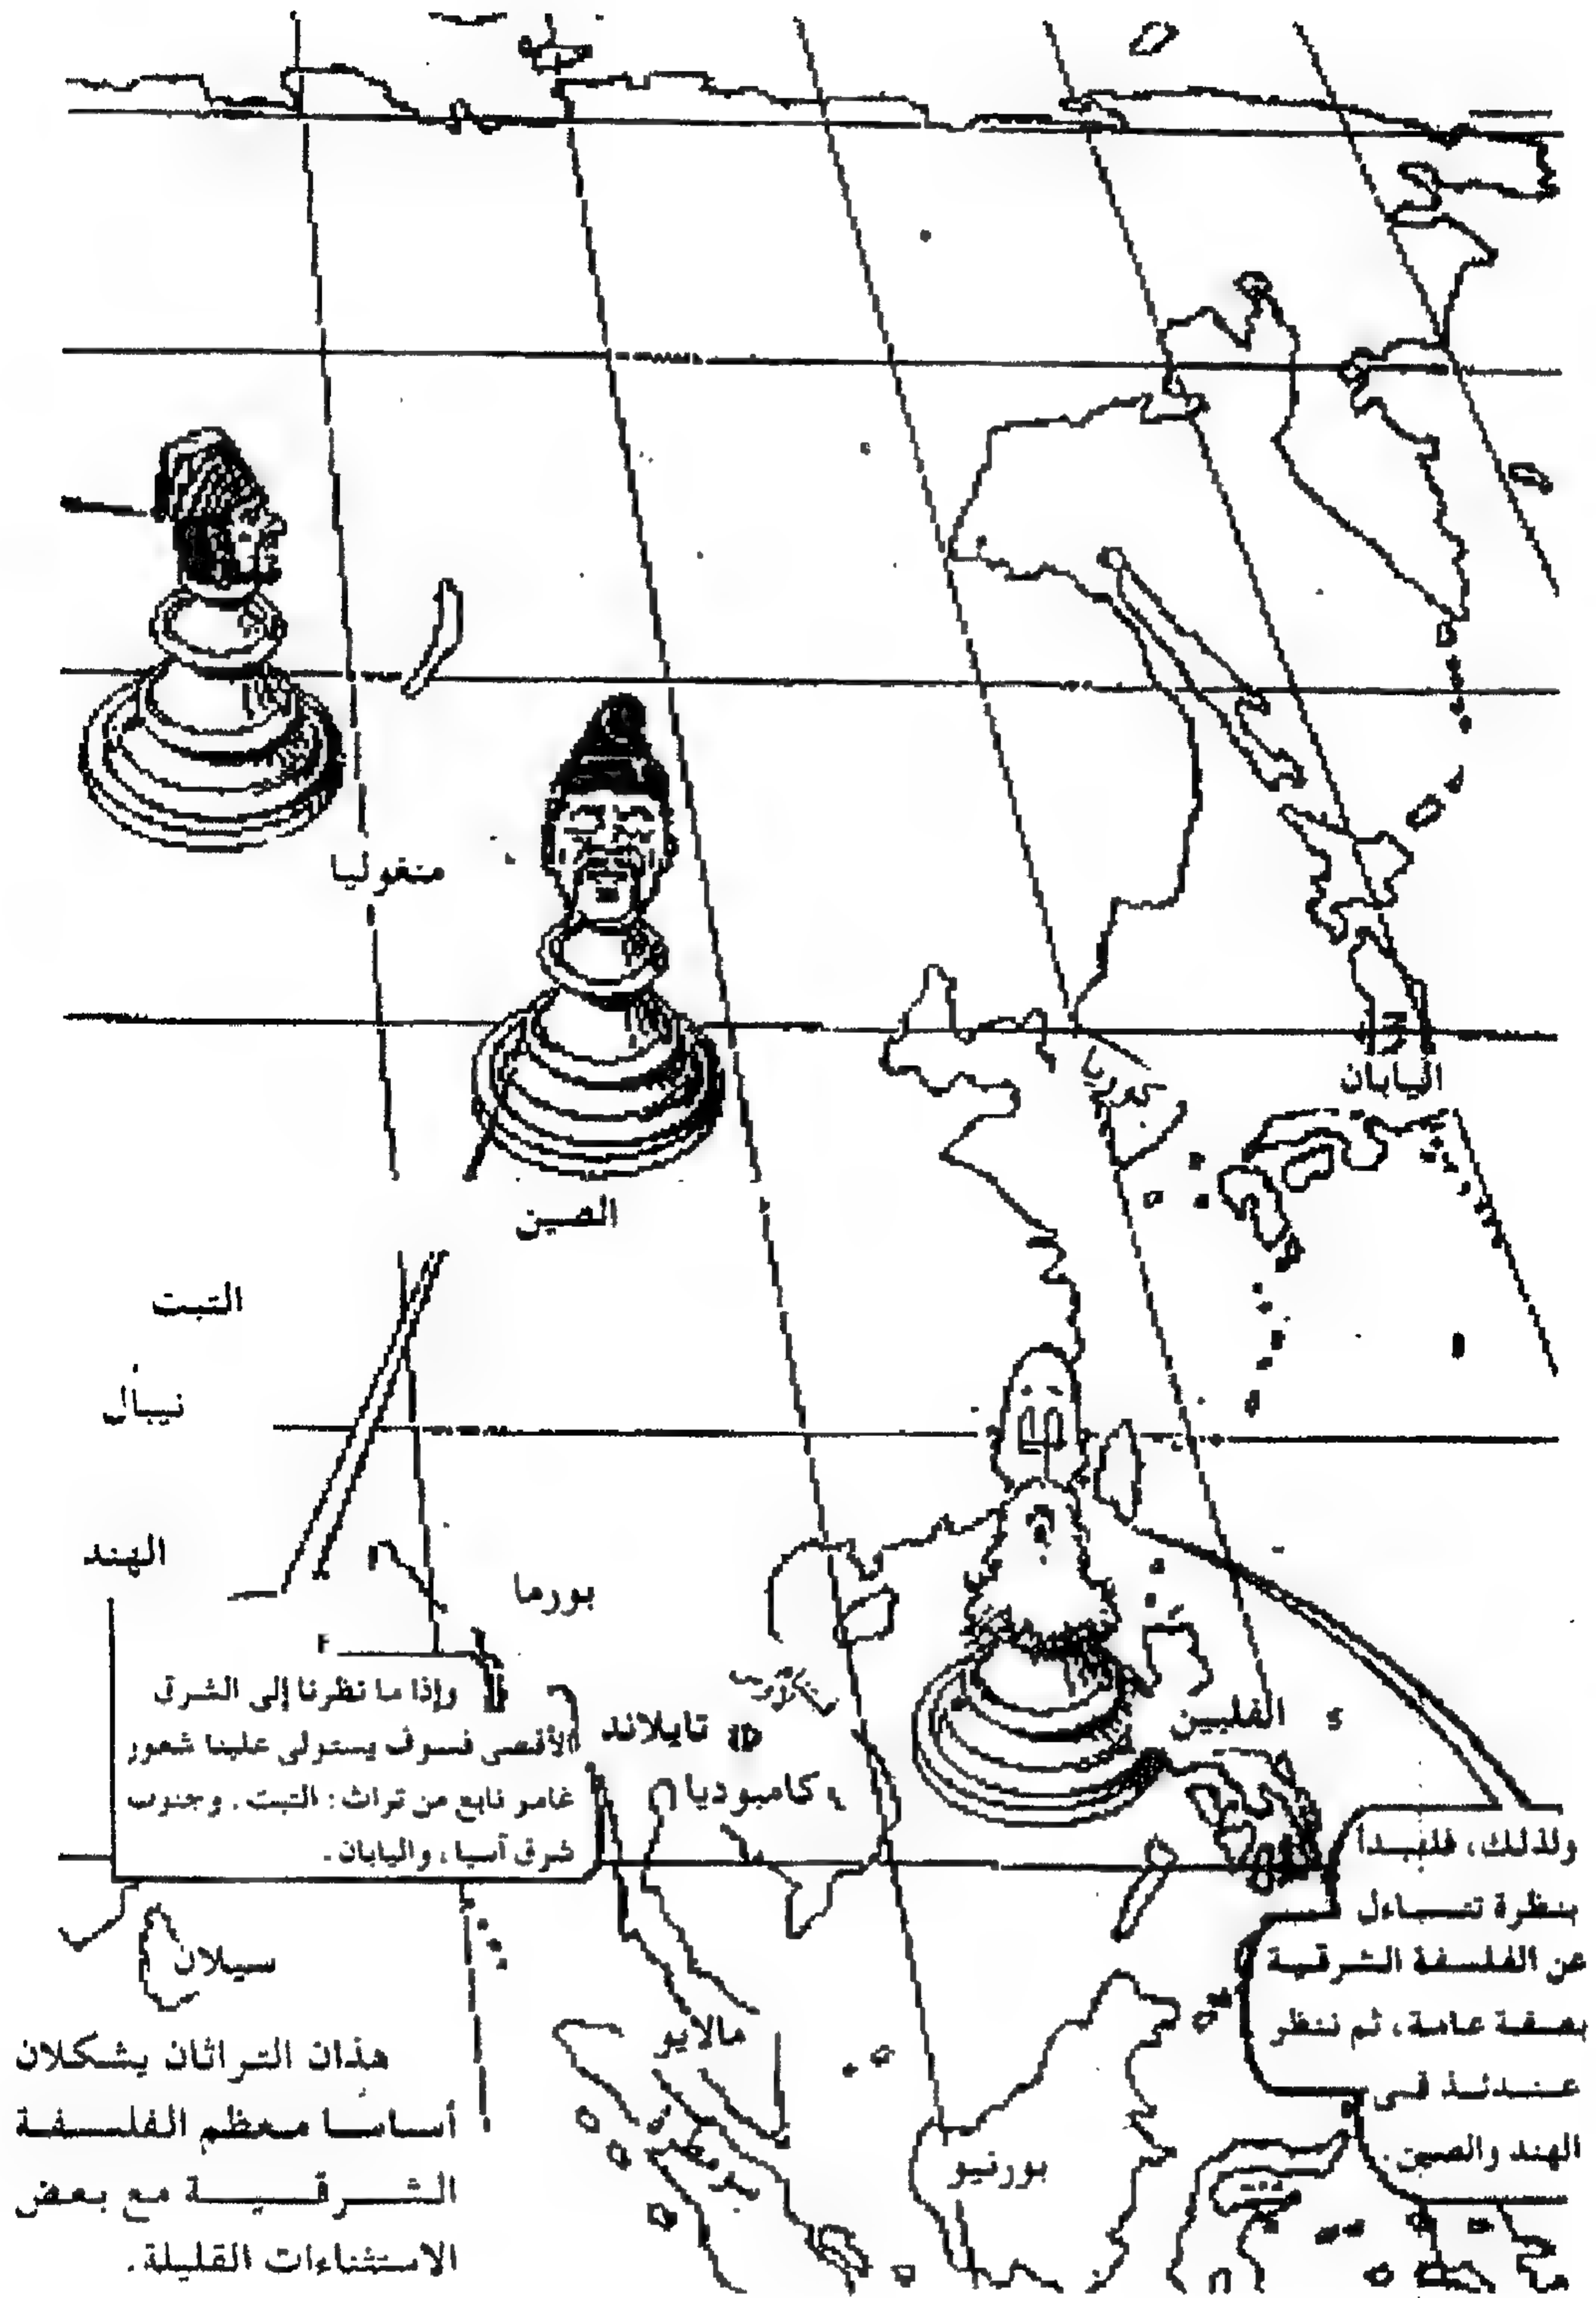 منغوليا
كوريا
اليابان
الصين
التبت
نيبال
الهند
بورما
تايلاند
كامبوديا
الفلبين
وإذا ما نظرنا إلى الشرق
الأقصى فسوف يستولى علينا شعور
غامر نابع من تراث: التبت، وجنوب
شرق آسيا، واليابان.
ولذلك، فلنبدأ
بنظرة تتساءل
عن الفلسفة الشرقية
بصفة عامة، ثم ننظر
عندئذ فى
الهند والصين.
سيلان
مالايو
سومطرة
بورنيو
هذان التراثان يشكلان
أساسا معظم الفلسفة
الشرقية مع بعض
الاستثناءات القليلة.